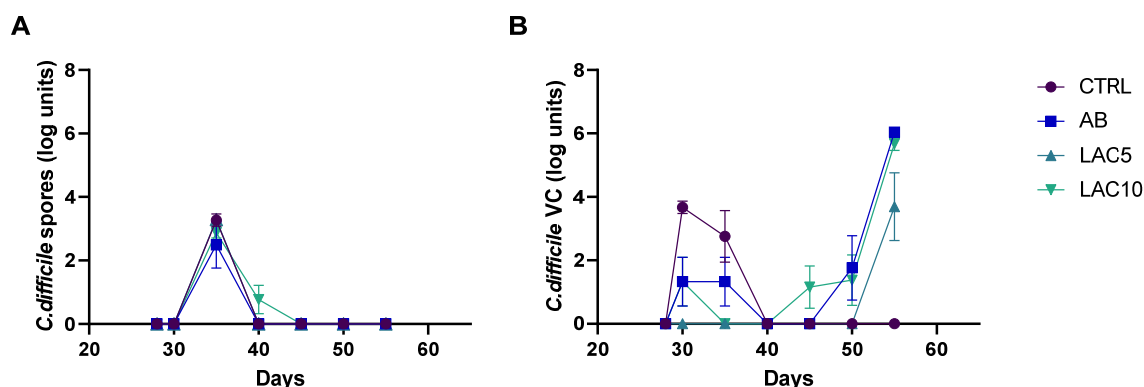 A
C.difficile spores (log units)
8
6
4
2
0
20 30 40 50 60
Days
B
C.difficile VC (log units)
8
6
4
2
0
20 30 40 50 60
Days
CTRL
AB
LAC5
LAC10